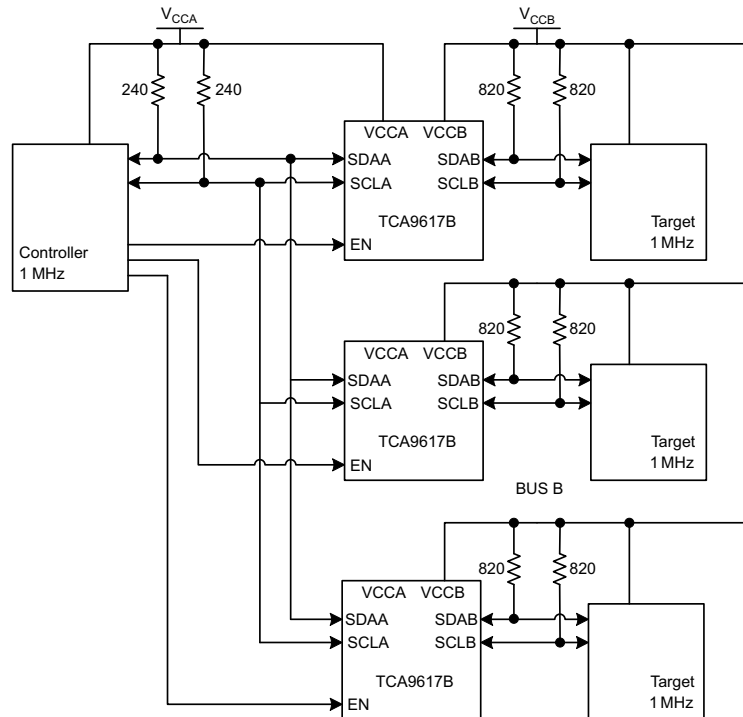 V_CCA
V_CCB
240
240
820
820
VCCA VCCB
SDAA
SDAB
SCLA
SCLB
TCA9617B
EN
Controller
1 MHz
Target
1 MHz
820
820
VCCA VCCB
SDAA
SDAB
SCLA
SCLB
TCA9617B
EN
Target
1 MHz
BUS B
820
820
VCCA VCCB
SDAA
SDAB
SCLA
SCLB
TCA9617B
EN
Target
1 MHz